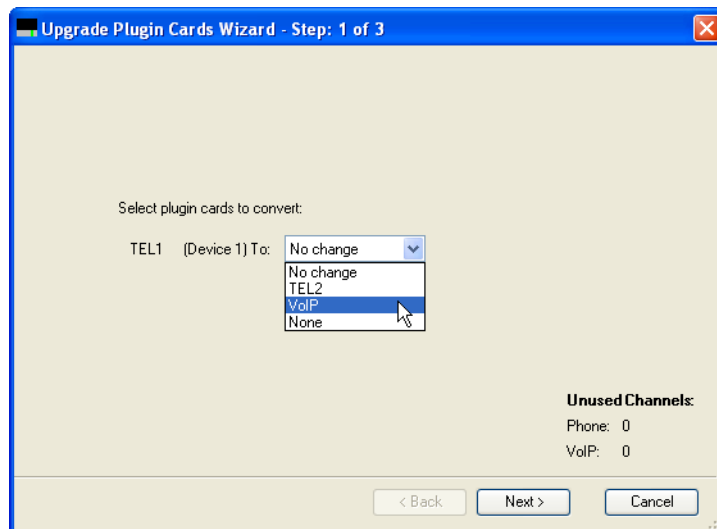 Upgrade Plugin Cards Wizard - Step: 1 of 3
Select plugin cards to convert:
TEL1 (Device 1) To: No change
No change
TEL2
VoIP
None
Unused Channels:
Phone: 0
VoIP: 0
< Back Next > Cancel